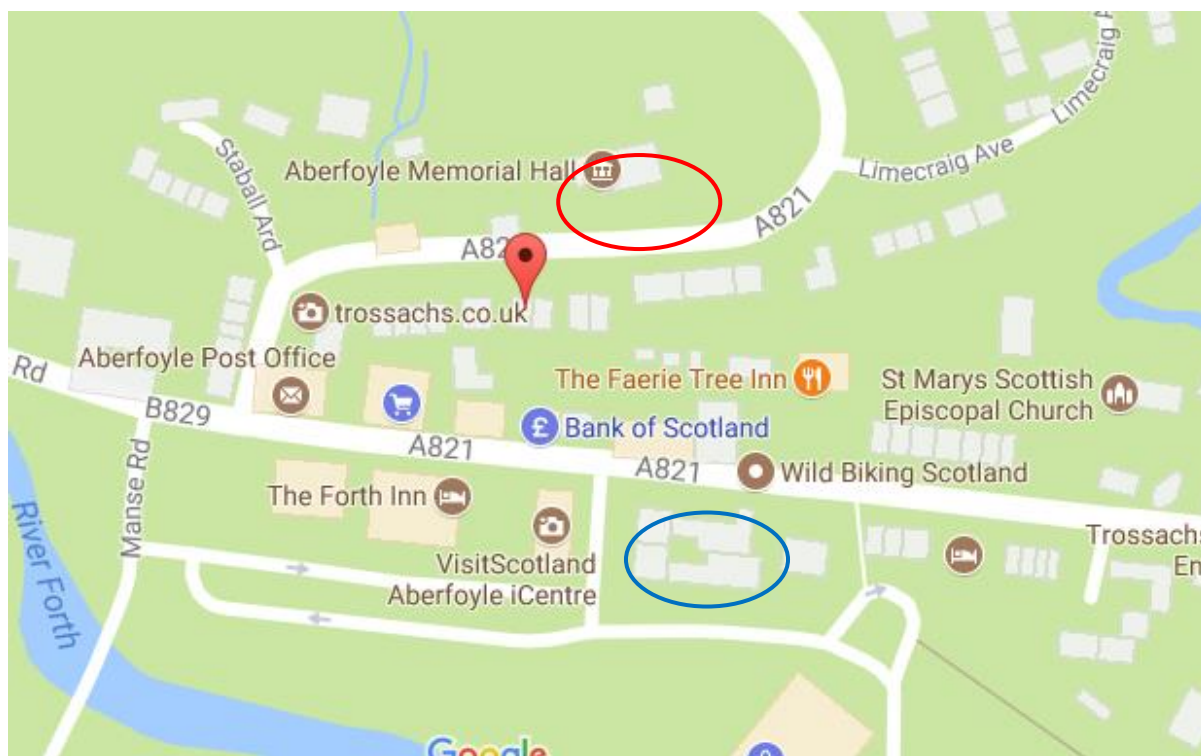 Limecraig A
Aberfoyle Memorial Hall
Limecraig Ave
Staball Ard
A821
A82
trossachs.co.uk
Aberfoyle Post Office
Rd
The Faerie Tree Inn
St Marys Scottish
Episcopal Church
B829
£
Bank of Scotland
A821
A821
Wild Biking Scotland
Manse Rd
The Forth Inn
River Forth
VisitScotland
Aberfoyle iCentre
Trossachs
En
Google